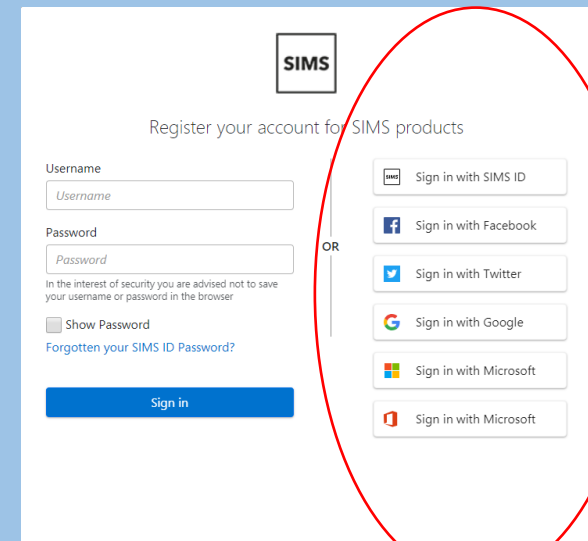 SIMS
Register your account for SIMS products
Username
Username
Password
Password
In the interest of security you are advised not to save
your username or password in the browser
Show Password
Forgotten your SIMS ID Password?
Sign in
OR
SIMS
Sign in with SIMS ID
Sign in with Facebook
Sign in with Twitter
Sign in with Google
Sign in with Microsoft
Sign in with Microsoft